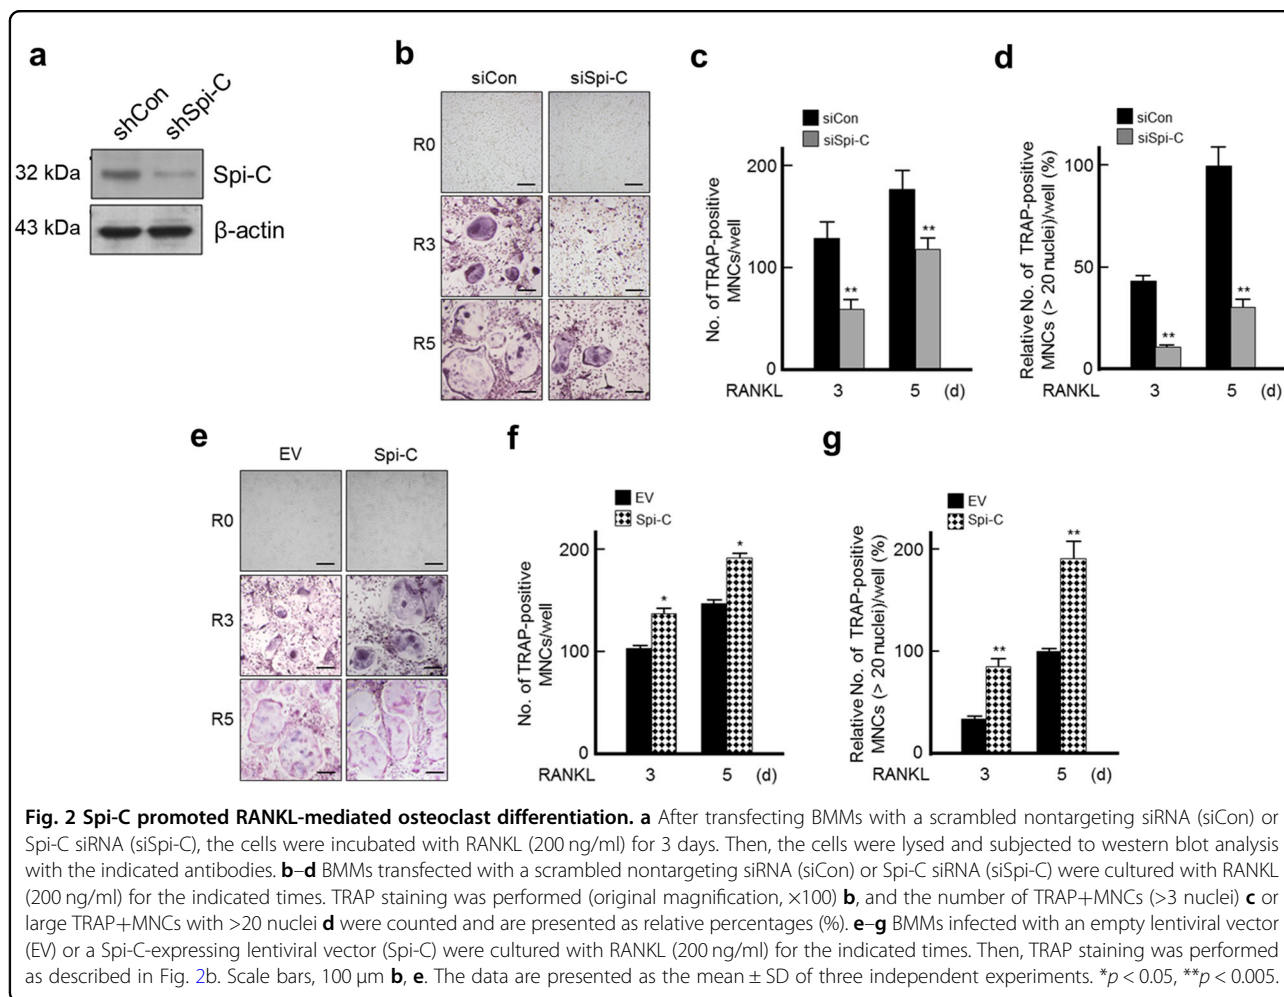 a
shCon
shSpi-C
32 kDa
Spi-C
43 kDa
β-actin
b
siCon
siSpi-C
R0
R3
R5
c
siCon
siSpi-C
No. of TRAP-positive
MNCs/well
200
**
100
**
0
RANKL
3
5
(d)
d
siCon
siSpi-C
Relative No. of TRAP-positive
MNCs (> 20 nuclei)/well (%)
100
50
**
**
0
RANKL
3
5
(d)
e
EV
Spi-C
R0
R3
R5
f
EV
Spi-C
No. of TRAP-positive
MNCs/well
200
*
*
100
0
RANKL
3
5
(d)
g
EV
Spi-C
Relative No. of TRAP-positive
MNCs (> 20 nuclei)/well (%)
200
**
**
100
0
RANKL
3
5
(d)
Fig. 2 Spi-C promoted RANKL-mediated osteoclast differentiation. a After transfecting BMMs with a scrambled nontargeting siRNA (siCon) or
Spi-C siRNA (siSpi-C), the cells were incubated with RANKL (200 ng/ml) for 3 days. Then, the cells were lysed and subjected to western blot analysis
with the indicated antibodies. b–d BMMs transfected with a scrambled nontargeting siRNA (siCon) or Spi-C siRNA (siSpi-C) were cultured with RANKL
(200 ng/ml) for the indicated times. TRAP staining was performed (original magnification, ×100) b, and the number of TRAP+MNCs (>3 nuclei) c or
large TRAP+MNCs with >20 nuclei d were counted and are presented as relative percentages (%). e–g BMMs infected with an empty lentiviral vector
(EV) or a Spi-C-expressing lentiviral vector (Spi-C) were cultured with RANKL (200 ng/ml) for the indicated times. Then, TRAP staining was performed
as described in Fig. 2b. Scale bars, 100 μm b, e. The data are presented as the mean ± SD of three independent experiments. *p < 0.05, **p < 0.005.